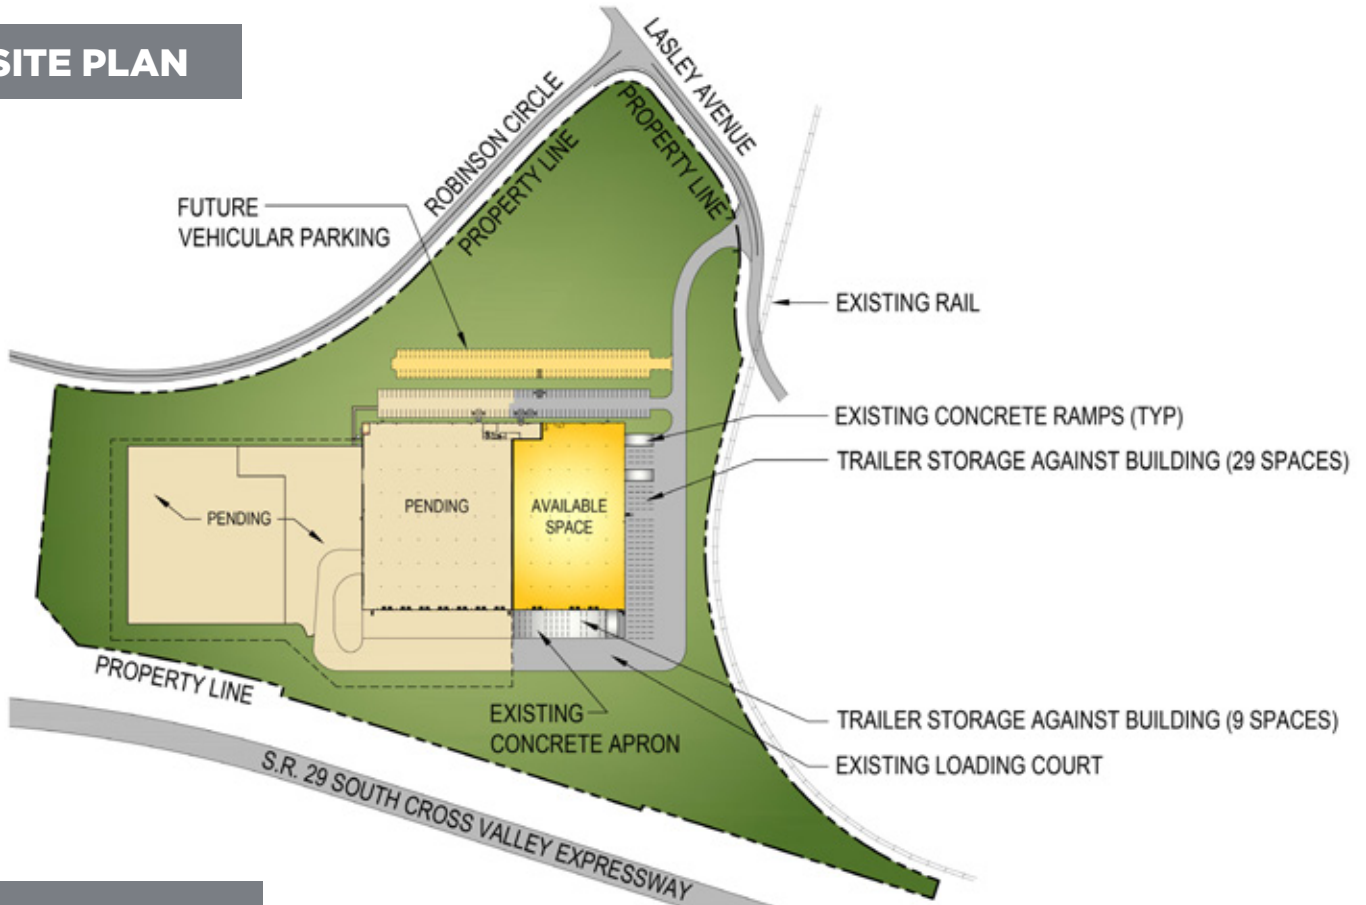 SITE PLAN
LASLEY AVENUE
ROBINSON CIRCLE
PROPERTY LINE
PROPERTY LINE
FUTURE
VEHICULAR PARKING
EXISTING RAIL
EXISTING CONCRETE RAMPS (TYP)
TRAILER STORAGE AGAINST BUILDING (29 SPACES)
PENDING
AVAILABLE
SPACE
PENDING
PROPERTY LINE
EXISTING
CONCRETE APRON
TRAILER STORAGE AGAINST BUILDING (9 SPACES)
EXISTING LOADING COURT
S.R. 29 SOUTH CROSS VALLEY EXPRESSWAY